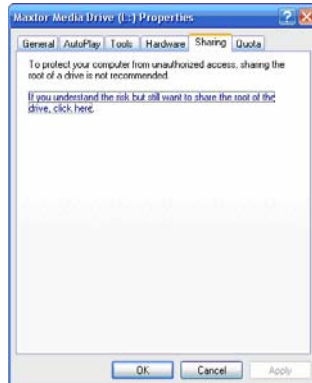 Maxtor Media Drive (L:) Properties
General AutoPlay Tools Hardware Sharing Quota
To protect your computer from unauthorized access, sharing the
root of a drive is not recommended.
If you understand the risk but still want to share the root of the
drive, click here.
OK Cancel Apply